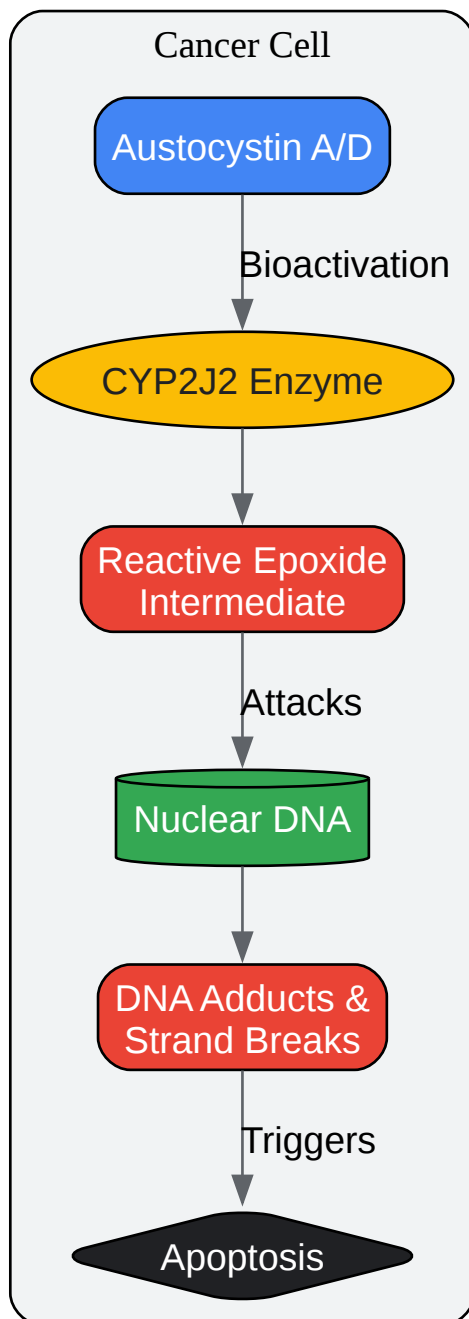 Cancer Cell
Austocystin A/D
Bioactivation
CYP2J2 Enzyme
Reactive Epoxide
Intermediate
Attacks
Nuclear DNA
DNA Adducts &
Strand Breaks
Triggers
Apoptosis